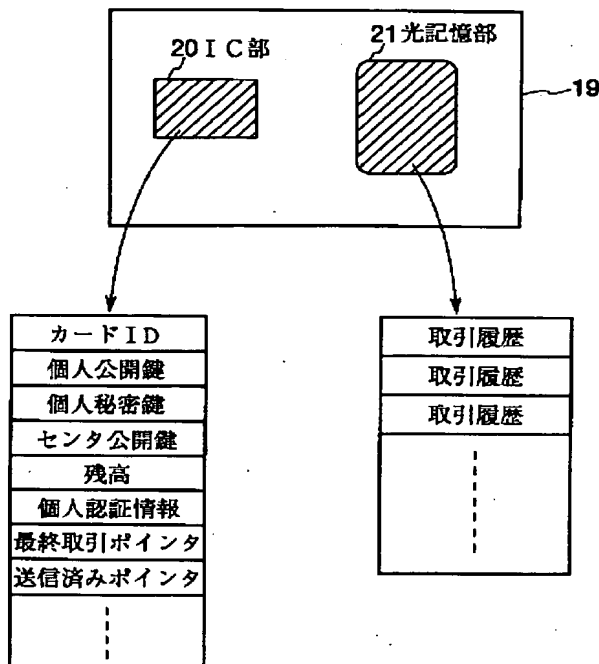 20 IC部
21光記憶部
19
カードID
個人公開鍵
個人秘密鍵
センタ公開鍵
残高
個人認証情報
最終取引ポインタ
送信済みポインタ
取引履歴
取引履歴
取引履歴